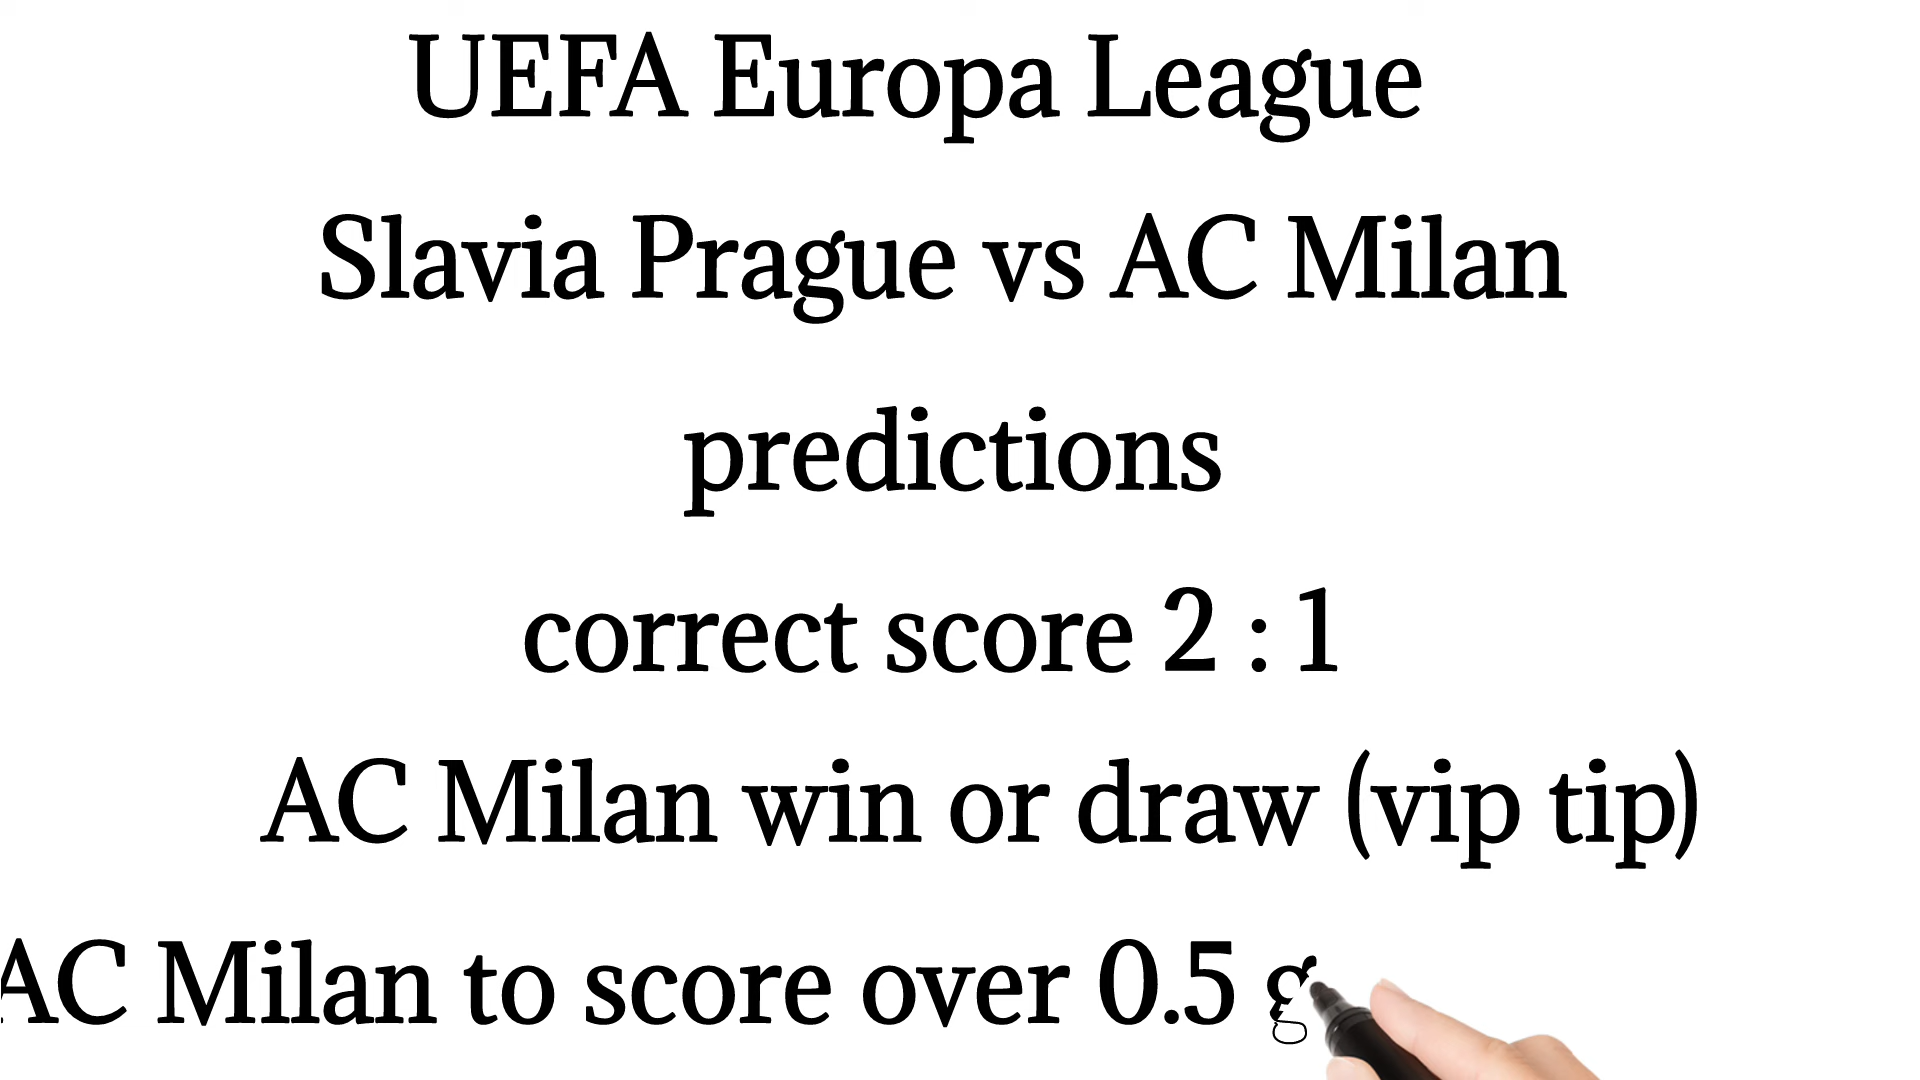 UEFA Europa League
Slavia Prague vs AC Milan
predictions
correct score 2 : 1
AC Milan win or draw (vip tip)
AC Milan to score over 0.5 g